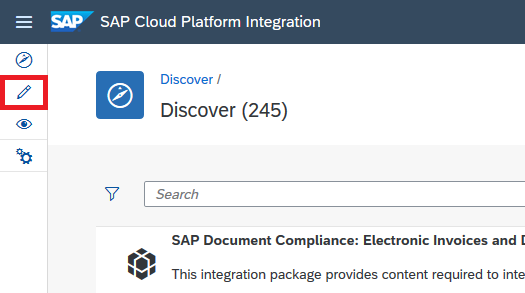 SAP SAP Cloud Platform Integration
Discover /
Discover (245)
Search
SAP Document Compliance: Electronic Invoices and
This integration package provides content required to